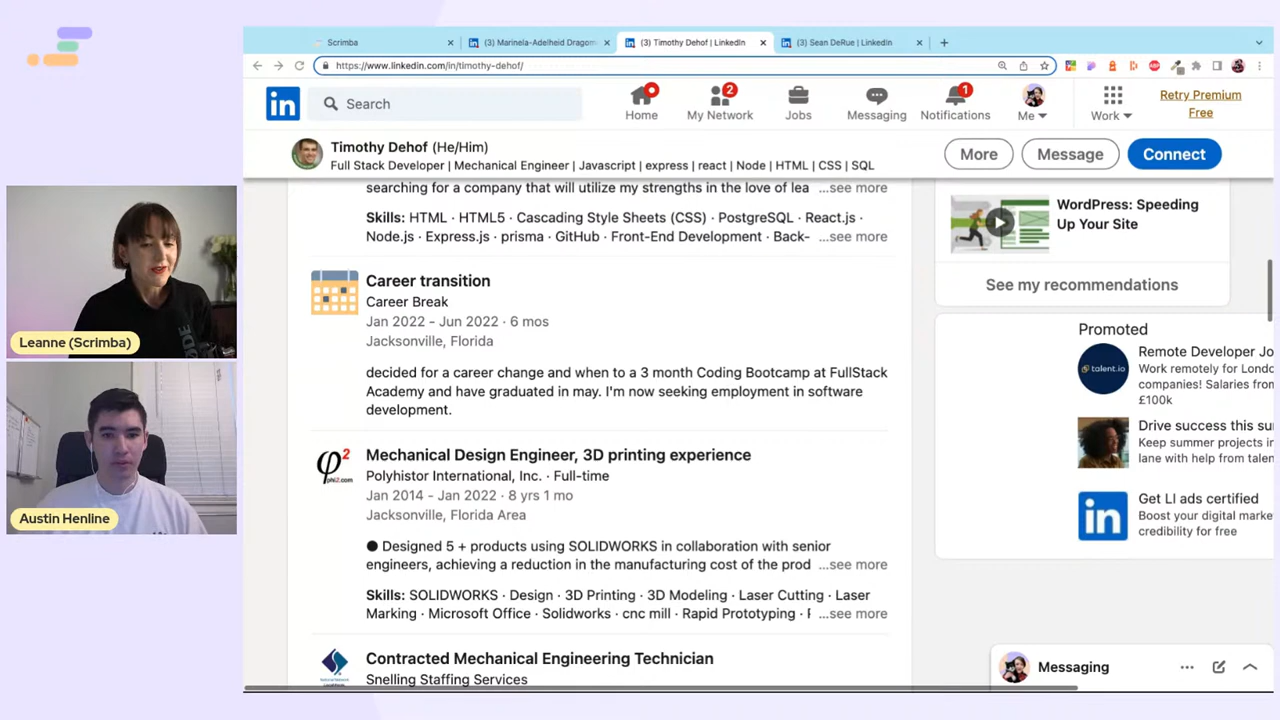 Scrimba
(3) Marinela-Adelheid Dragom
(3) Timothy Dehof | LinkedIn
(3) Sean DeRue | LinkedIn
https://www.linkedin.com/in/timothy-dehof/
in
Search
Home
2
My Network
Jobs
Messaging
1
Notifications
Me
Work
Retry Premium
Free
Timothy Dehof (He/Him)
Full Stack Developer | Mechanical Engineer | Javascript | express | react | Node | HTML | CSS | SQL
More
Message
Connect
searching for a company that will utilize my strengths in the love of lea ...see more
Skills: HTML · HTML5 · Cascading Style Sheets (CSS) · PostgreSQL · React.js ·
Node.js · Express.js · prisma · GitHub · Front-End Development · Back- ...see more
Career transition
Career Break
Jan 2022 - Jun 2022 · 6 mos
Jacksonville, Florida
decided for a career change and when to a 3 month Coding Bootcamp at FullStack
Academy and have graduated in may. I'm now seeking employment in software
development.
φ2
phi2.com
Mechanical Design Engineer, 3D printing experience
Polyhistor International, Inc. · Full-time
Jan 2014 - Jan 2022 · 8 yrs 1 mo
Jacksonville, Florida Area
● Designed 5 + products using SOLIDWORKS in collaboration with senior
engineers, achieving a reduction in the manufacturing cost of the prod ...see more
Skills: SOLIDWORKS · Design · 3D Printing · 3D Modeling · Laser Cutting · Laser
Marking · Microsoft Office · Solidworks · cnc mill · Rapid Prototyping · ...see more
Contracted Mechanical Engineering Technician
Snelling Staffing Services
WordPress: Speeding
Up Your Site
See my recommendations
Promoted
talent.io
Remote Developer Jo
Work remotely for Lond
companies! Salaries from
£100k
Drive success this su
Keep summer projects i
lane with help from talen
in
Get LI ads certified
Boost your digital marke
credibility for free
Messaging
Leanne (Scrimba)
Austin Henline